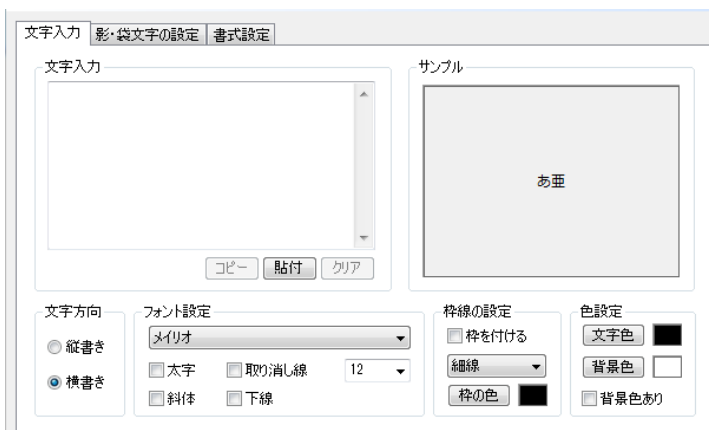 文字入力 影・袋文字の設定 書式設定
文字入力
コピー 貼付 クリア
サンプル
あ亜
文字方向
縦書き
横書き
フォント設定
メイリオ
太字 取り消し線 12
斜体 下線
枠線の設定
枠を付ける
細線
枠の色
色設定
文字色
背景色
背景色あり